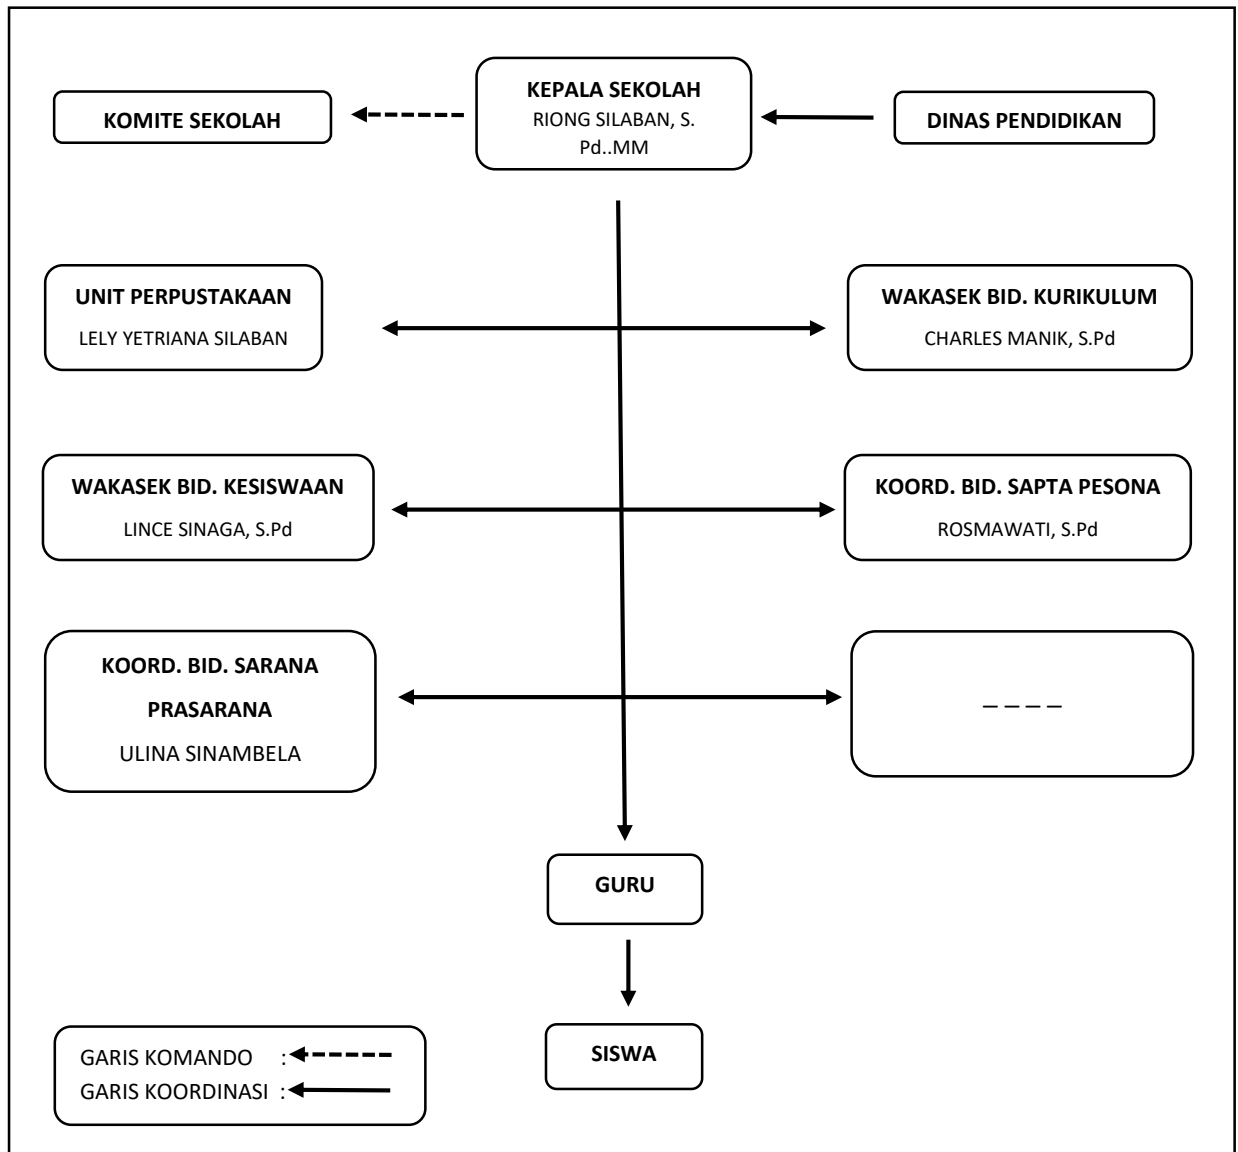 KOMITE SEKOLAH
KEPALA SEKOLAH
RIONG SILABAN, S.
Pd..MM
DINAS PENDIDIKAN
UNIT PERPUSTAKAAN
LELY YETRIANA SILABAN
WAKASEK BID. KURIKULUM
CHARLES MANIK, S.Pd
WAKASEK BID. KESISWAAN
LINCE SINAGA, S.Pd
KOORD. BID. SAPTA PESONA
ROSMAWATI, S.Pd
KOORD. BID. SARANA
PRASARANA
ULINA SINAMBELA
_ _ _ _
GURU
SISWA
GARIS KOMANDO :
GARIS KOORDINASI :